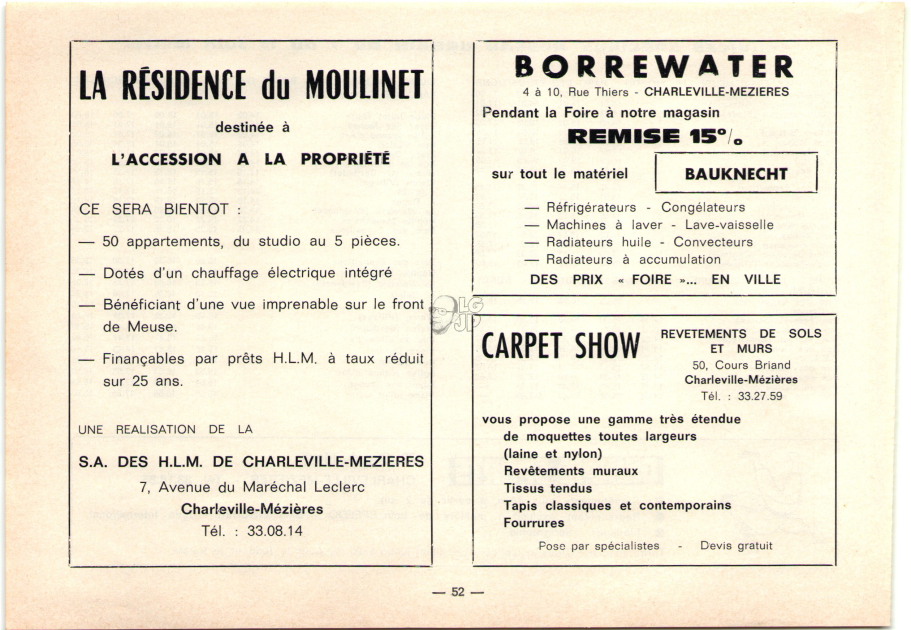 LA RÉSIDENCE du MOULINET
destinée à
L'ACCESSION A LA PROPRIÉTÉ
CE SERA BIENTOT :
— 50 appartements, du studio au 5 pièces.
— Dotés d'un chauffage électrique intégré
— Bénéficiant d'une vue imprenable sur le front
de Meuse.
— Finançables par prêts H.L.M. à taux réduit
sur 25 ans.
UNE REALISATION DE LA
S.A. DES H.L.M. DE CHARLEVILLE-MEZIERES
7, Avenue du Maréchal Leclerc
Charleville-Mézières
Tél. : 33.08.14
BORREWATER
4 à 10, Rue Thiers - CHARLEVILLE-MEZIERES
Pendant la Foire à notre magasin
REMISE 15%
sur tout le matériel BAUKNECHT
— Réfrigérateurs - Congélateurs
— Machines à laver - Lave-vaisselle
— Radiateurs huile - Convecteurs
— Radiateurs à accumulation
DES PRIX « FOIRE »... EN VILLE
LG
JP
CARPET SHOW
REVETEMENTS DE SOLS
ET MURS
50, Cours Briand
Charleville-Mézières
Tél. : 33.27.59
vous propose une gamme très étendue
de moquettes toutes largeurs
(laine et nylon)
Revêtements muraux
Tissus tendus
Tapis classiques et contemporains
Fourrures
Pose par spécialistes - Devis gratuit
— 52 —